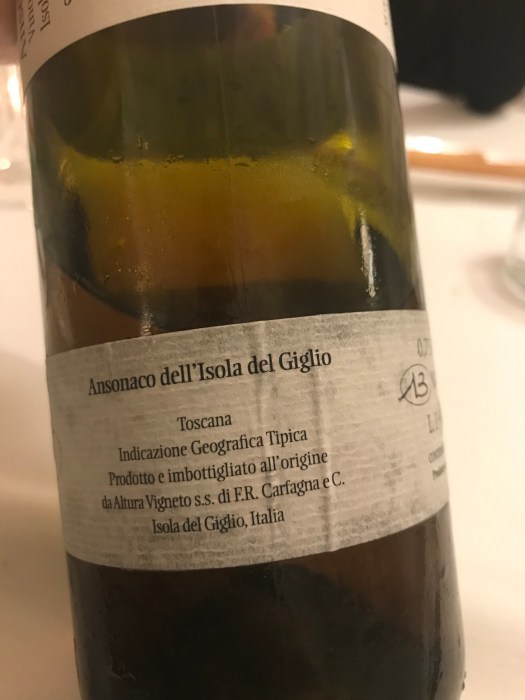 Ansonaco dell'Isola del Giglio
Toscana
Indicazione Geografica Tipica
Prodotto e imbottigliato all'origine
da Altura Vigneto s.s. di F.R. Carfagna e C.
Isola del Giglio, Italia
13